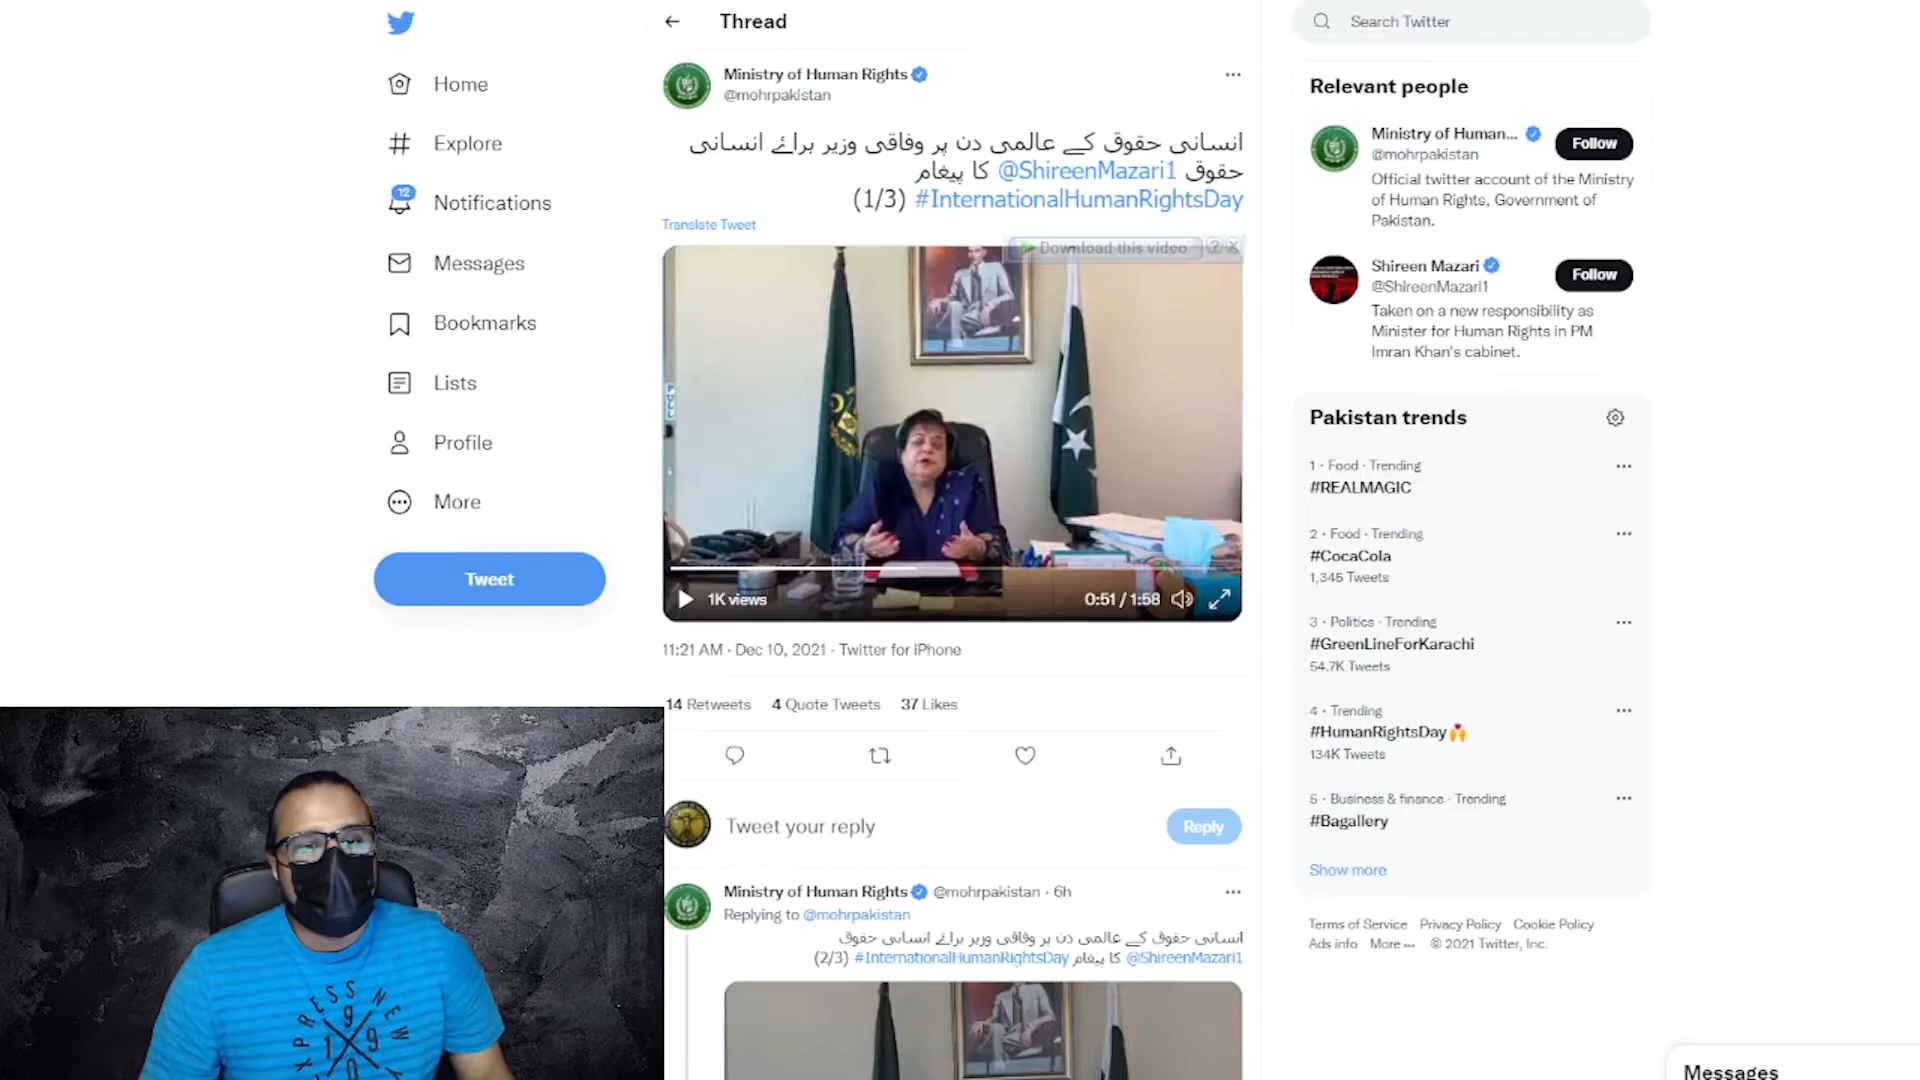 Home
Explore
12
Notifications
Messages
Bookmarks
Lists
Profile
More
Tweet
Thread
Ministry of Human Rights
@mohrpakistan
انسانی حقوق کے عالمی دن پر وفاقی وزیر برائے انسانی
حقوق @ShireenMazari1 کا پیغام
#InternationalHumanRightsDay (1/3)
Translate Tweet
Download this video ? X
1K views
0:51 / 1:58
11:21 AM · Dec 10, 2021 · Twitter for iPhone
14 Retweets 4 Quote Tweets 37 Likes
Tweet your reply
Reply
Ministry of Human Rights @mohrpakistan · 6h
Replying to @mohrpakistan
انسانی حقوق کے عالمی دن پر وفاقی وزیر برائے انسانی حقوق
@ShireenMazari1 کا پیغام #InternationalHumanRightsDay (2/3)
Search Twitter
Relevant people
Ministry of Human...
@mohrpakistan
Follow
Official twitter account of the Ministry
of Human Rights, Government of
Pakistan.
Shireen Mazari
@ShireenMazari1
Follow
Taken on a new responsibility as
Minister for Human Rights in PM
Imran Khan's cabinet.
Pakistan trends
1 · Food · Trending
#REALMAGIC
2 · Food · Trending
#CocaCola
1,345 Tweets
3 · Politics · Trending
#GreenLineForKarachi
54.7K Tweets
4 · Trending
#HumanRightsDay
134K Tweets
5 · Business & finance · Trending
#Bagallery
Show more
Terms of Service Privacy Policy Cookie Policy
Ads info More ··· © 2021 Twitter, Inc.
Messages
EXPRESS NEW
1990